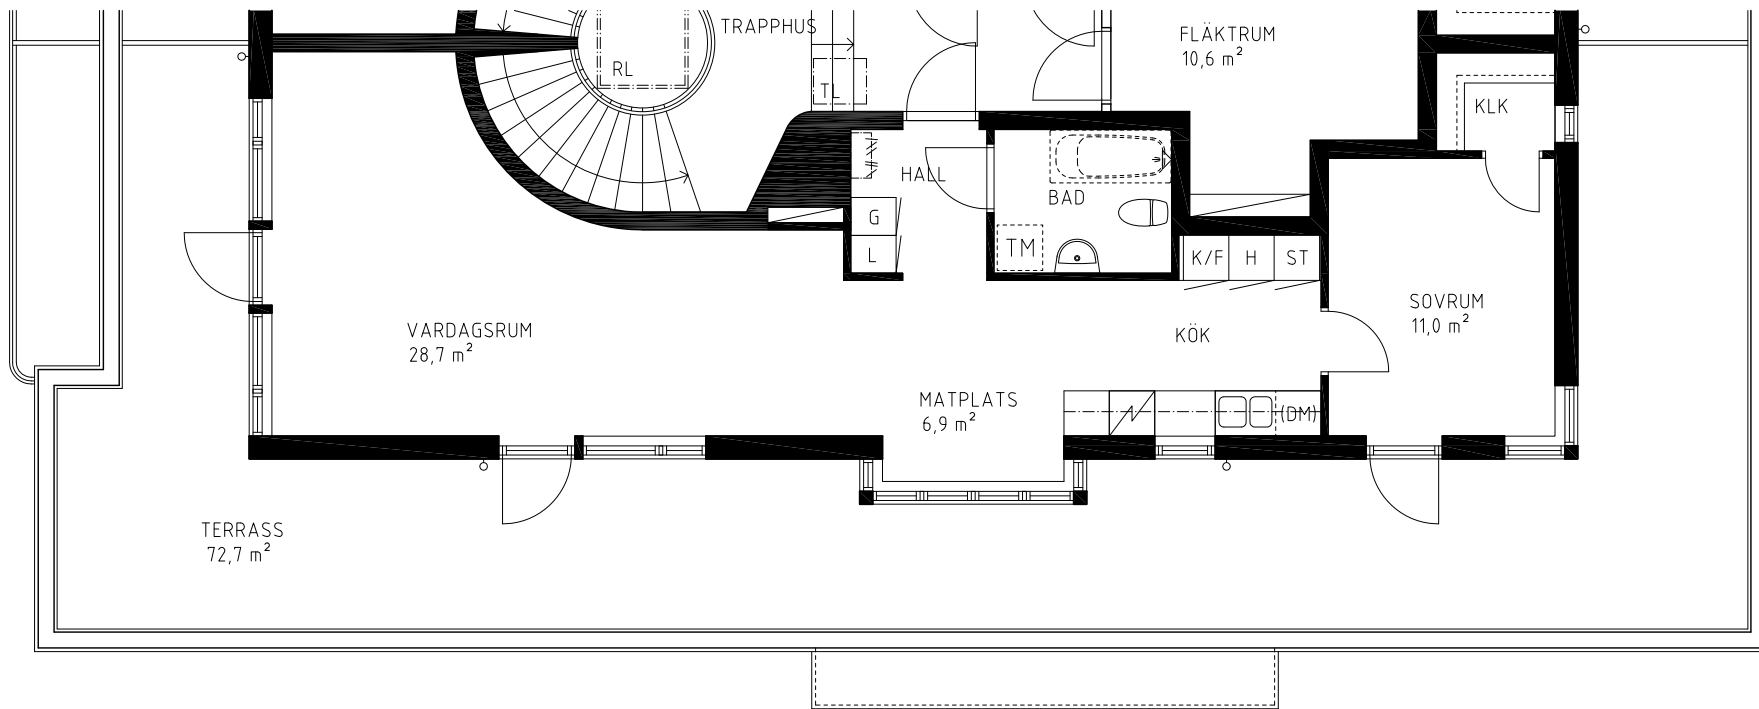 TRAPPHUS
FLÄKTRUM
10,6 m²
RL
TL
KLK
HALL
BAD
G
TM
L
K/F
H
ST
SOVRUM
11,0 m²
VARDAGSRUM
28,7 m²
KÖK
MATPLATS
6,9 m²
(DM)
TERRASS
72,7 m²